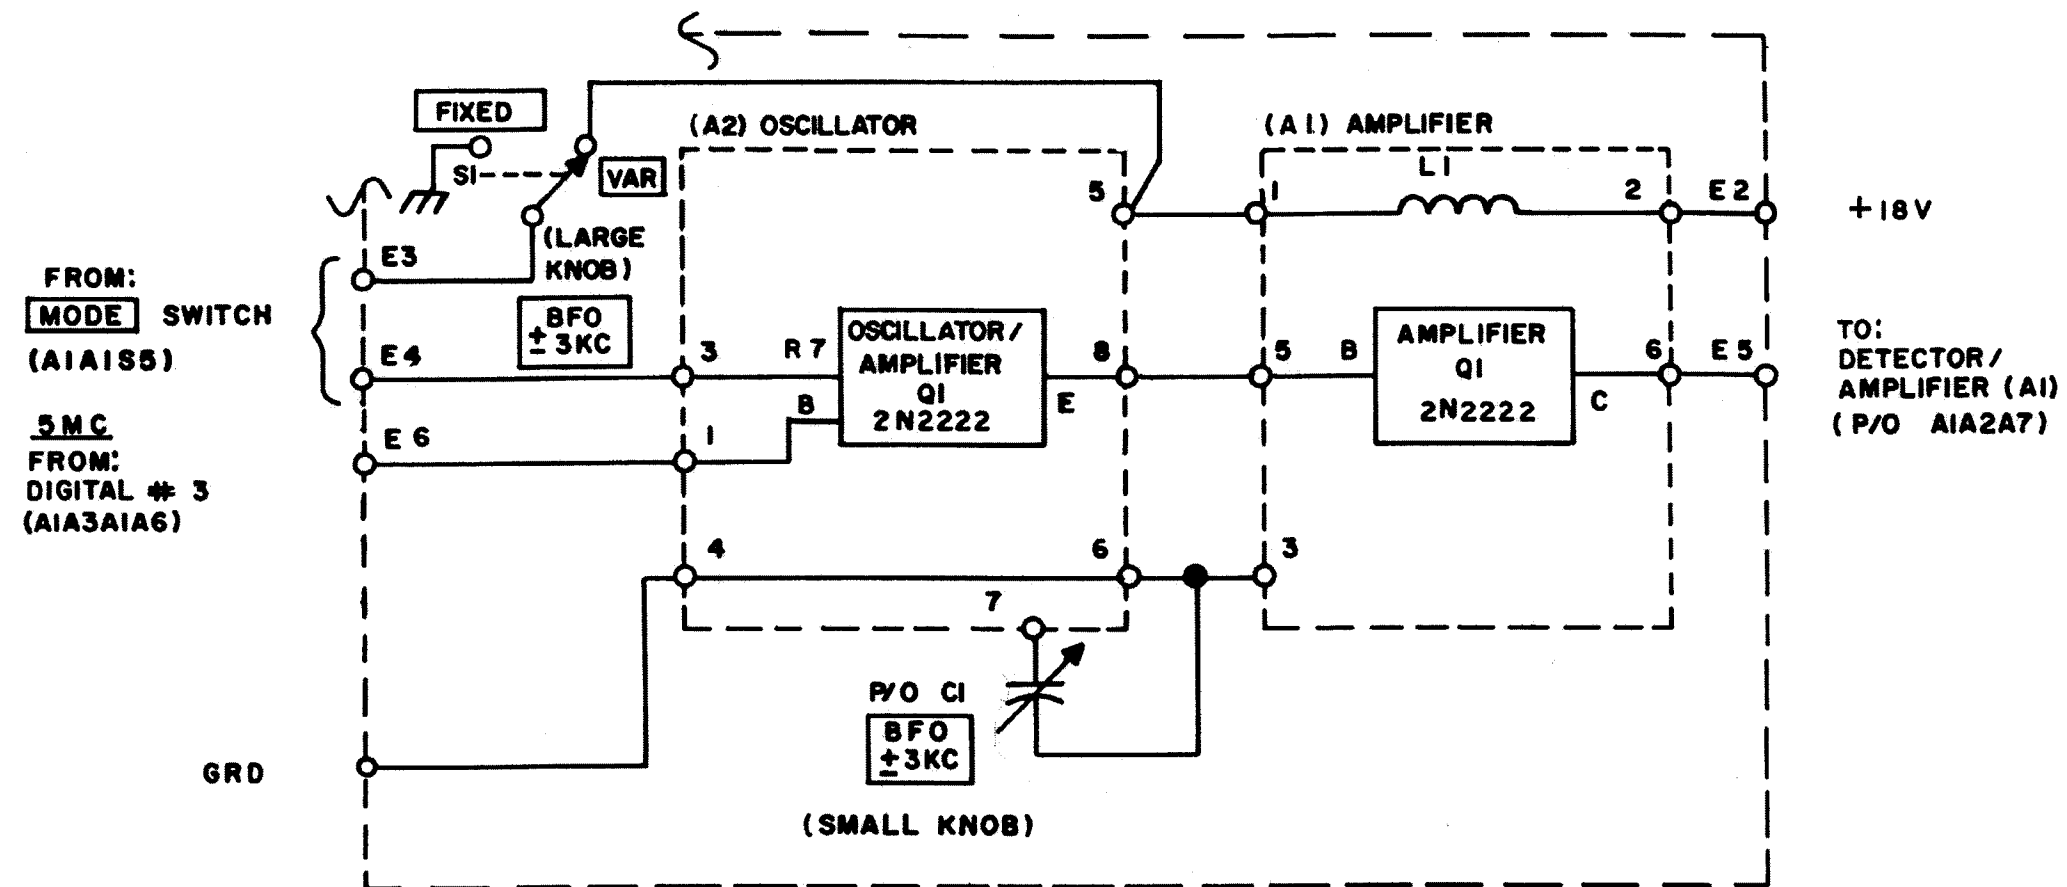 FIXED
(A2) OSCILLATOR
(A1) AMPLIFIER
L1
S1
VAR
5
1
2
E2
+18V
(LARGE
KNOB)
E3
FROM:
MODE SWITCH
(A1A1S5)
BFO
±3KC
E4
3
R7
OSCILLATOR/
AMPLIFIER
Q1
2N2222
8
5
B
AMPLIFIER
Q1
2N2222
6
E5
TO:
DETECTOR/
AMPLIFIER (A1)
(P/O A1A2A7)
B
E
C
5MC
FROM:
DIGITAL # 3
(A1A3A1A6)
E6
1
4
6
3
7
P/O C1
BFO
±3KC
GRD
(SMALL KNOB)